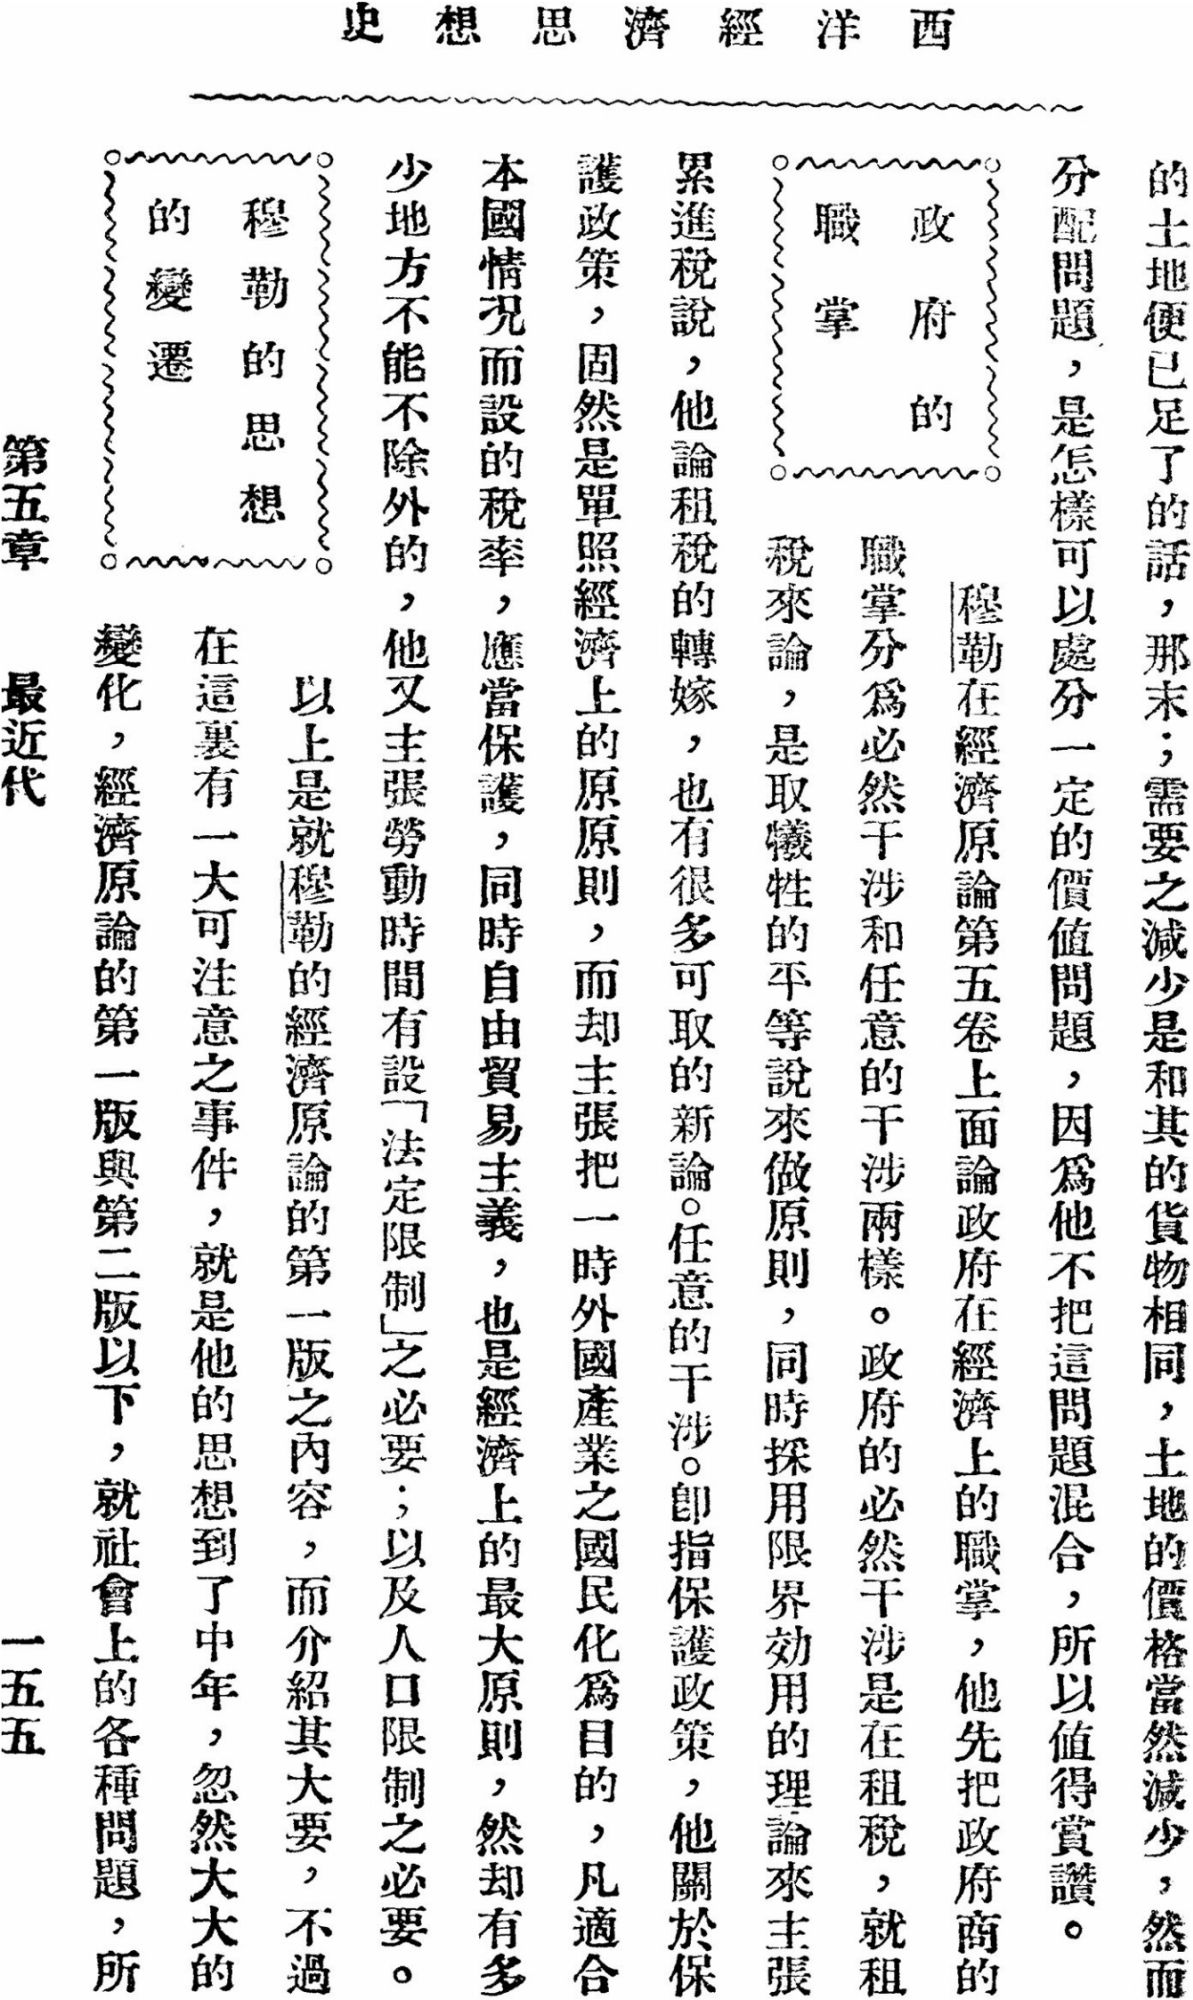 西洋經濟思想史
的土地便已足了的話，那末；需要之減少是和其的貨物相同，土地的價格當然減少，然而
分配問題，是怎樣可以處分一定的價值問題，因爲他不把這問題混合，所以值得賞讚。
政府的
職掌
穆勒在經濟原論第五卷上面論政府在經濟上的職掌，他先把政府商的
職掌分爲必然干涉和任意的干涉兩樣。政府的必然干涉是在租稅，就租
稅來論，是取犧牲的平等說來做原則，同時採用限界効用的理論來主張
累進稅說，他論租稅的轉嫁，也有很多可取的新論。任意的干涉。卽指保護政策，他關於保
護政策，固然是單照經濟上的原原則，而却主張把一時外國產業之國民化爲目的，凡適合
本國情况而設的稅率，應當保護，同時自由貿易主義，也是經濟上的最大原則，然却有多
少地方不能不除外的，他又主張勞動時間有設「法定限制」之必要；以及人口限制之必要。
穆勒的思想
的變遷
以上是就穆勒的經濟原論的第一版之內容，而介紹其大要，不過
在這裏有一大可注意之事件，就是他的思想到了中年，忽然大大的
變化，經濟原論的第一版與第二版以下，就社會上的各種問題，所
第五章　最近代　一五五